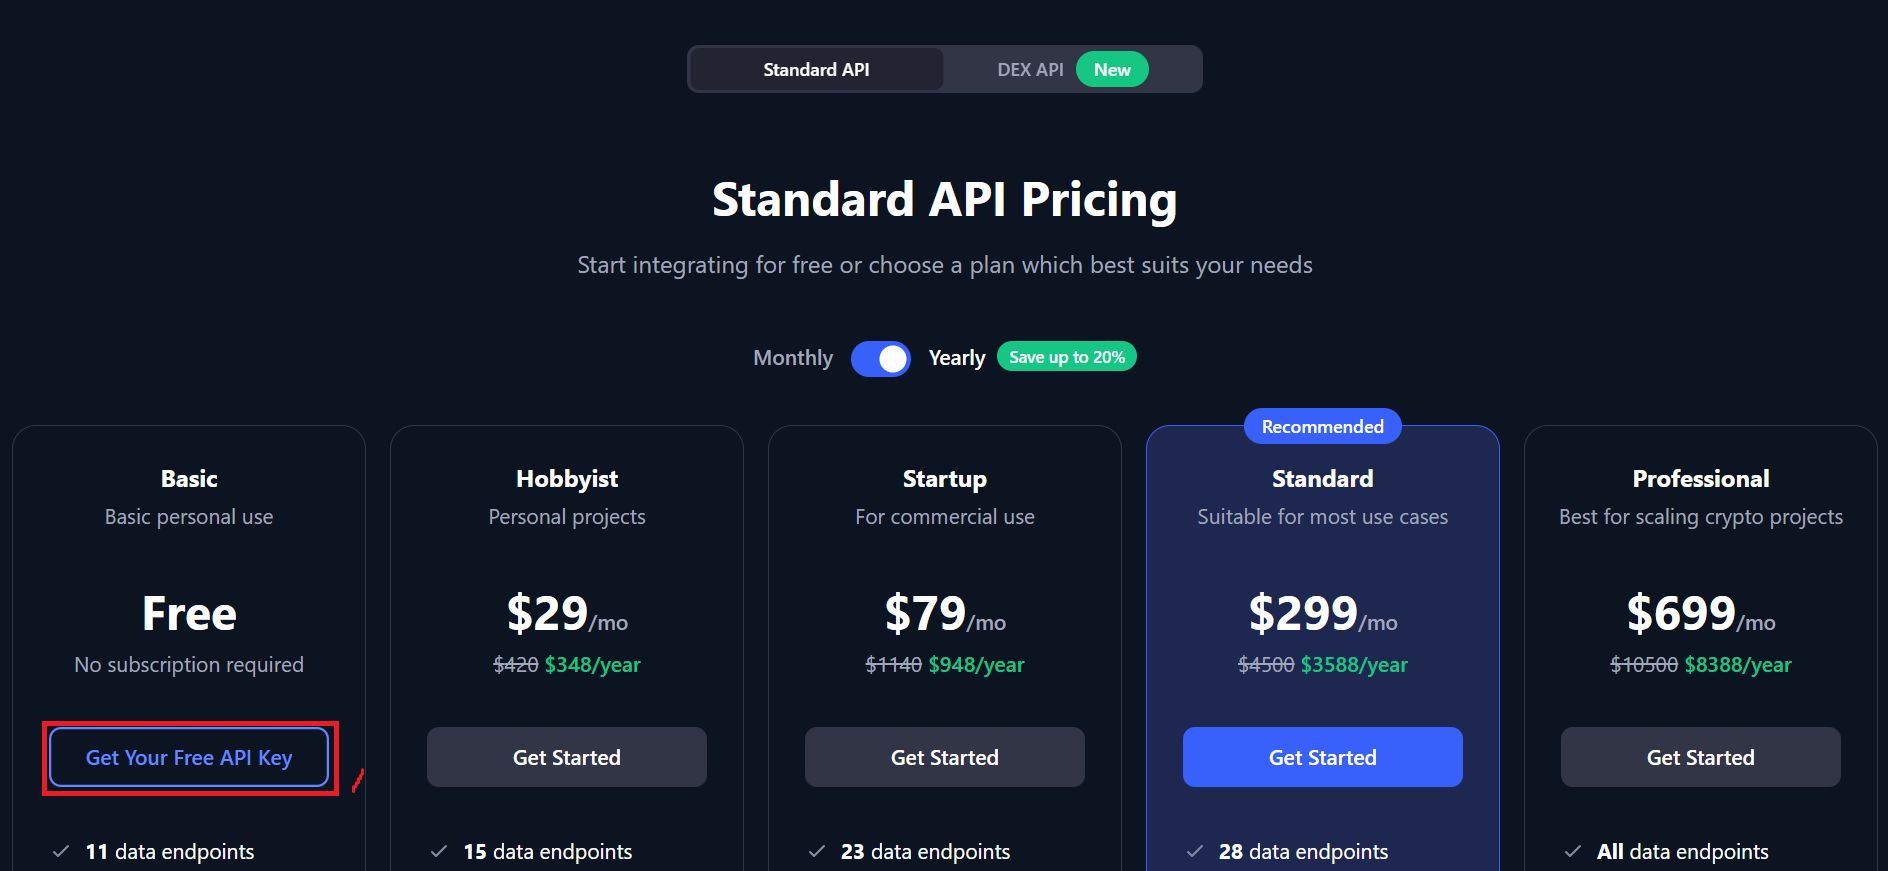 Standard API
DEX API New
Standard API Pricing
Start integrating for free or choose a plan which best suits your needs
Monthly Yearly Save up to 20%
Basic
Basic personal use
Free
No subscription required
Get Your Free API Key
11 data endpoints
Hobbyist
Personal projects
$29/mo
$420 $348/year
Get Started
15 data endpoints
Startup
For commercial use
$79/mo
$1140 $948/year
Get Started
23 data endpoints
Recommended
Standard
Suitable for most use cases
$299/mo
$4500 $3588/year
Get Started
28 data endpoints
Professional
Best for scaling crypto projects
$699/mo
$10500 $8388/year
Get Started
All data endpoints